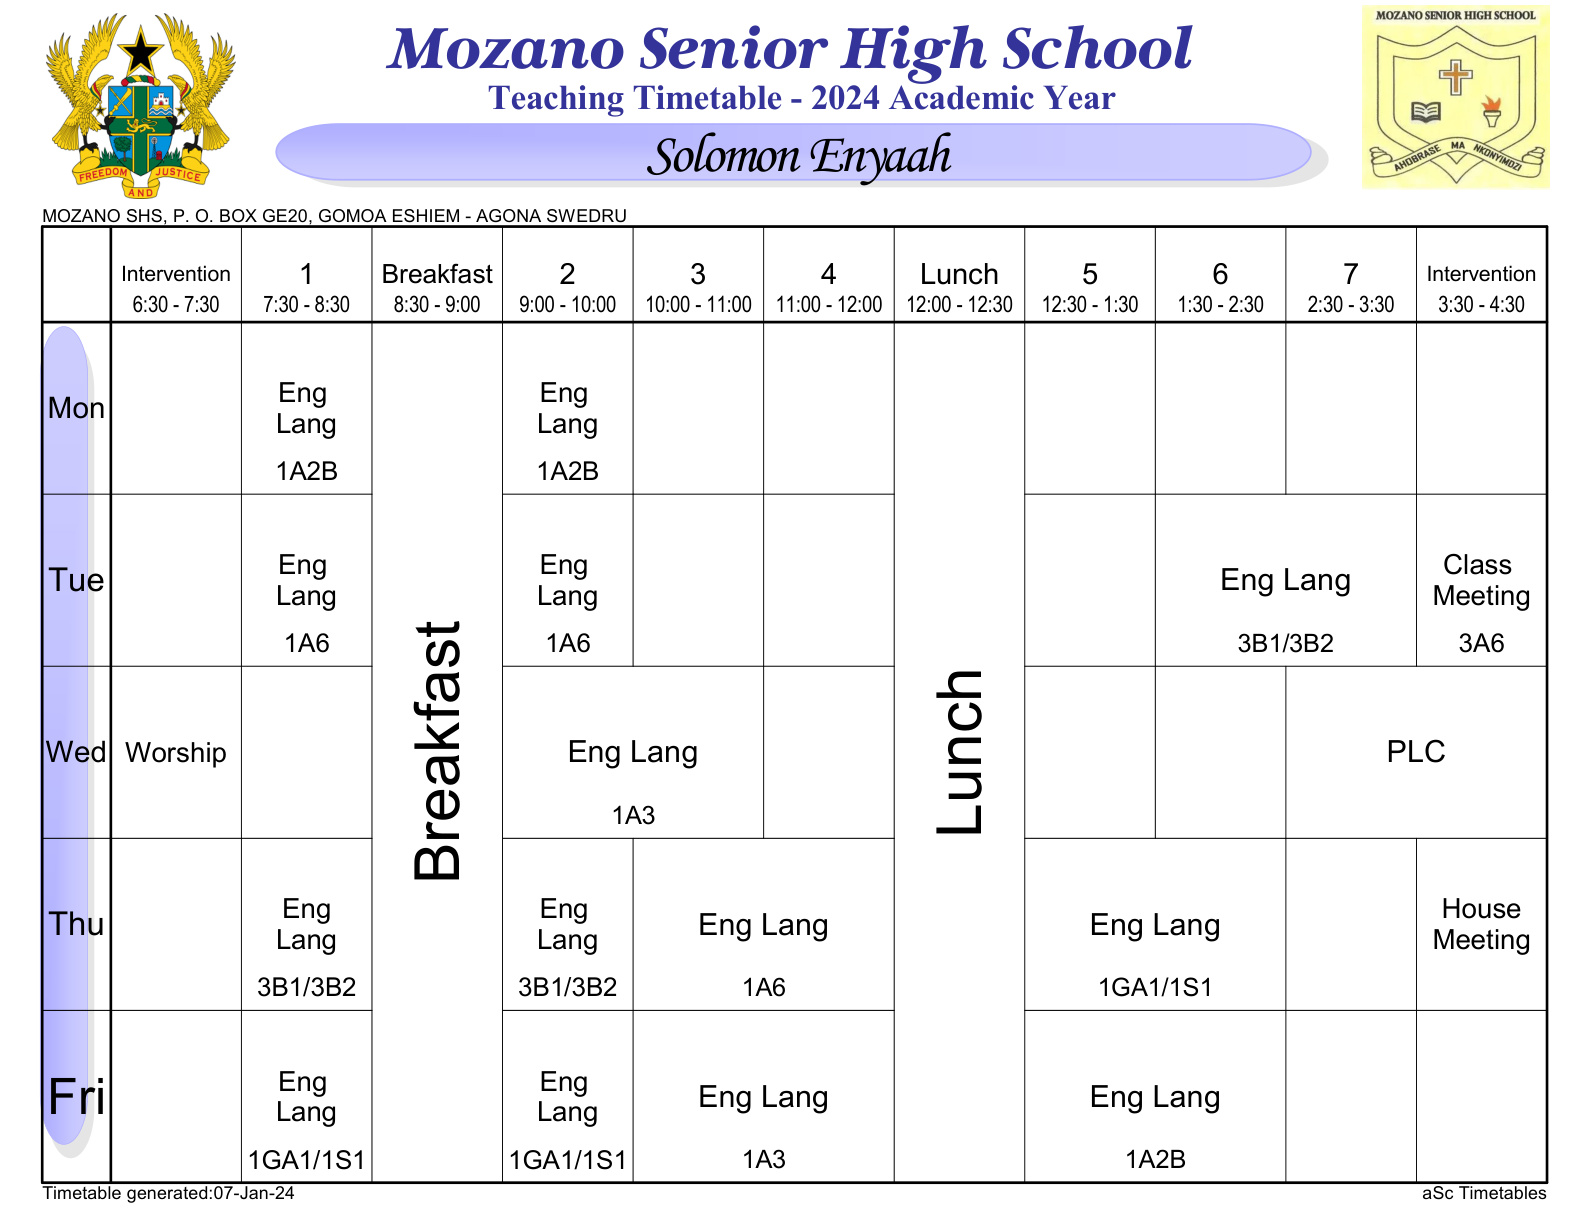 Mozano Senior High School
Teaching Timetable - 2024 Academic Year
Solomon Enyaah
FREEDOM AND JUSTICE
MOZANO SENIOR HIGH SCHOOL
AHOBRASE MA NKONYIMDZI
MOZANO SHS, P. O. BOX GE20, GOMOA ESHIEM - AGONA SWEDRU
Intervention 1 Breakfast 2 3 4 Lunch 5 6 7 Intervention
6:30 - 7:30 7:30 - 8:30 8:30 - 9:00 9:00 - 10:00 10:00 - 11:00 11:00 - 12:00 12:00 - 12:30 12:30 - 1:30 1:30 - 2:30 2:30 - 3:30 3:30 - 4:30
Breakfast
Lunch
Mon
Eng Eng
Lang Lang
1A2B 1A2B
Tue
Eng Eng Eng Lang Class
Lang Lang Meeting
1A6 1A6 3B1/3B2 3A6
Wed Worship Eng Lang PLC
1A3
Thu
Eng Eng Eng Lang Eng Lang House
Lang Lang Meeting
3B1/3B2 3B1/3B2 1A6 1GA1/1S1
Fri
Eng Eng Eng Lang Eng Lang
Lang Lang
1GA1/1S1 1GA1/1S1 1A3 1A2B
Timetable generated:07-Jan-24 aSc Timetables